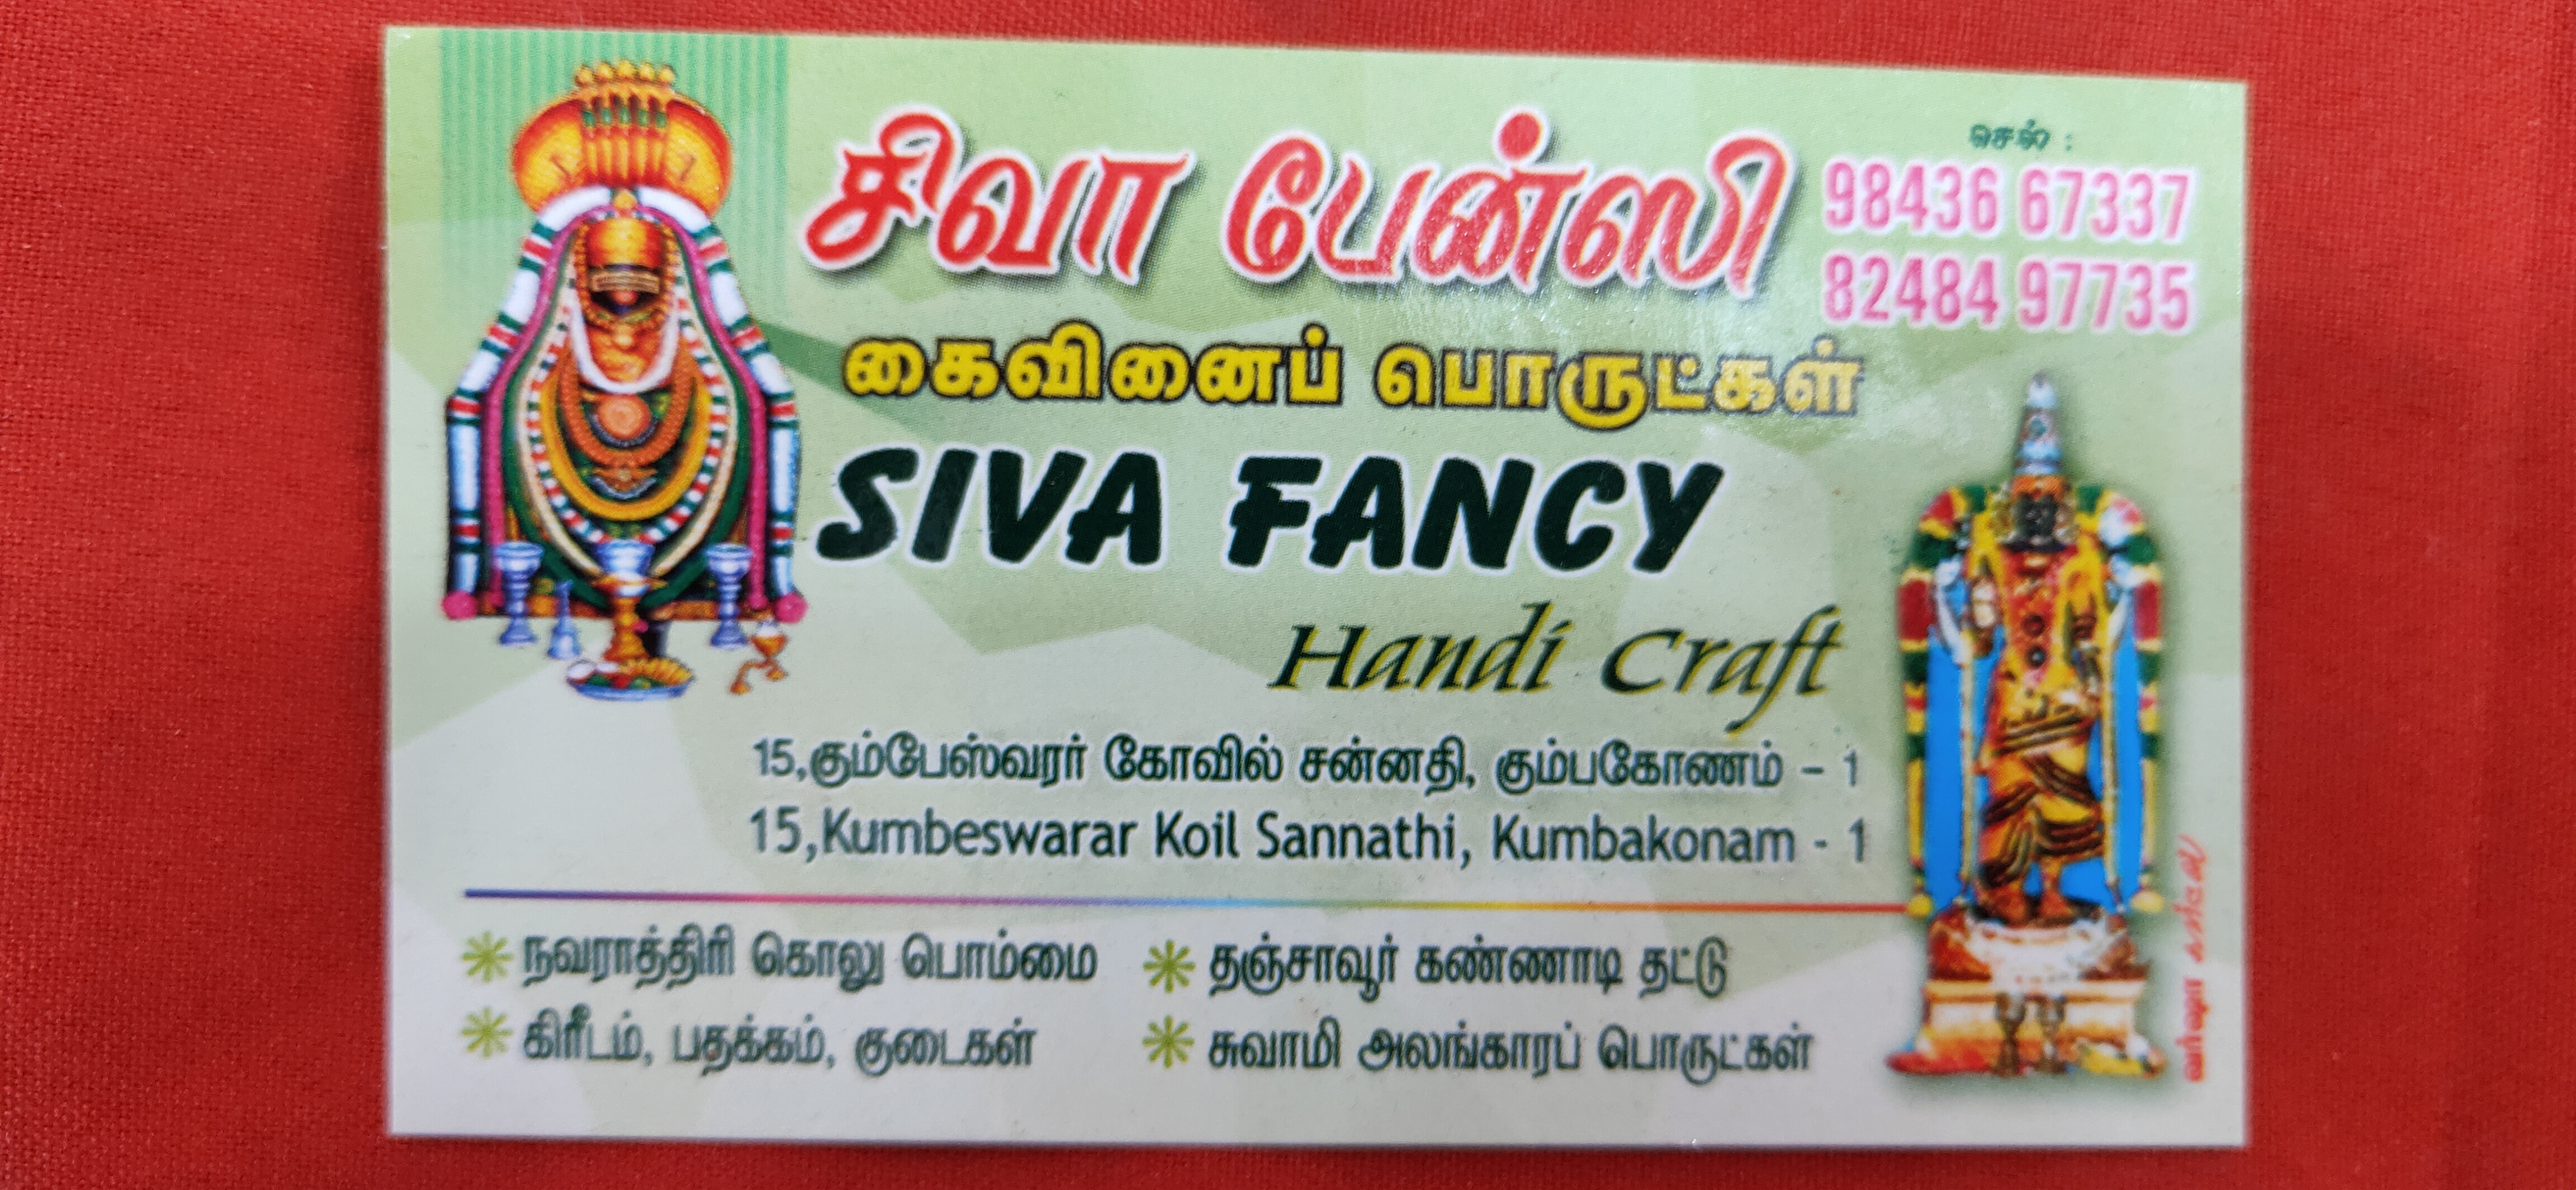 செல் :
98436 67337
82484 97735
சிவா பேன்ஸி
கைவினைப் பொருட்கள்
SIVA FANCY
Handi Craft
15,கும்பேஸ்வரர் கோவில் சன்னதி, கும்பகோணம் – 1
15,Kumbeswarar Koil Sannathi, Kumbakonam - 1
நவராத்திரி கொலு பொம்மை
தஞ்சாவூர் கண்ணாடி தட்டு
கிரீடம், பதக்கம், குடைகள்
சுவாமி அலங்காரப் பொருட்கள்